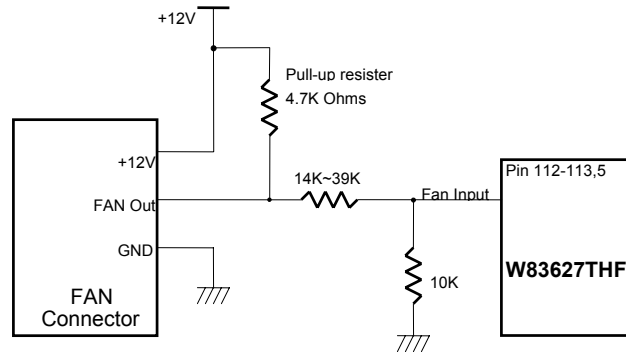 +12V
Pull-up resister
4.7K Ohms
+12V
14K~39K
Pin 112-113,5
FAN Out
Fan Input
GND
W83627THF
10K
FAN
Connector